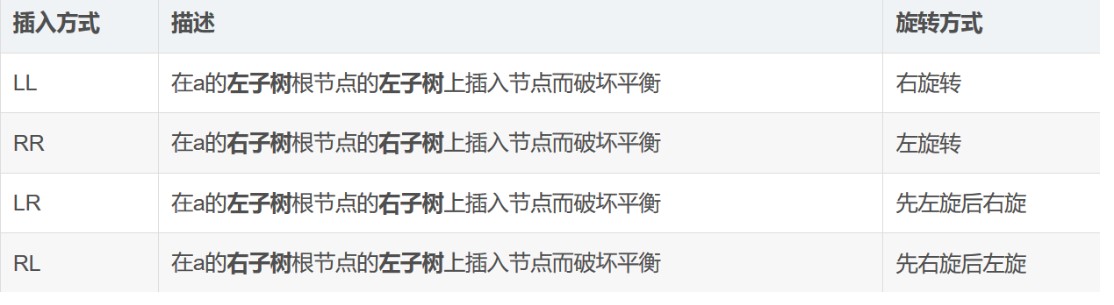 插入方式 描述 旋转方式
LL 在a的左子树根节点的左子树上插入节点而破坏平衡 右旋转
RR 在a的右子树根节点的右子树上插入节点而破坏平衡 左旋转
LR 在a的左子树根节点的右子树上插入节点而破坏平衡 先左旋后右旋
RL 在a的右子树根节点的左子树上插入节点而破坏平衡 先右旋后左旋